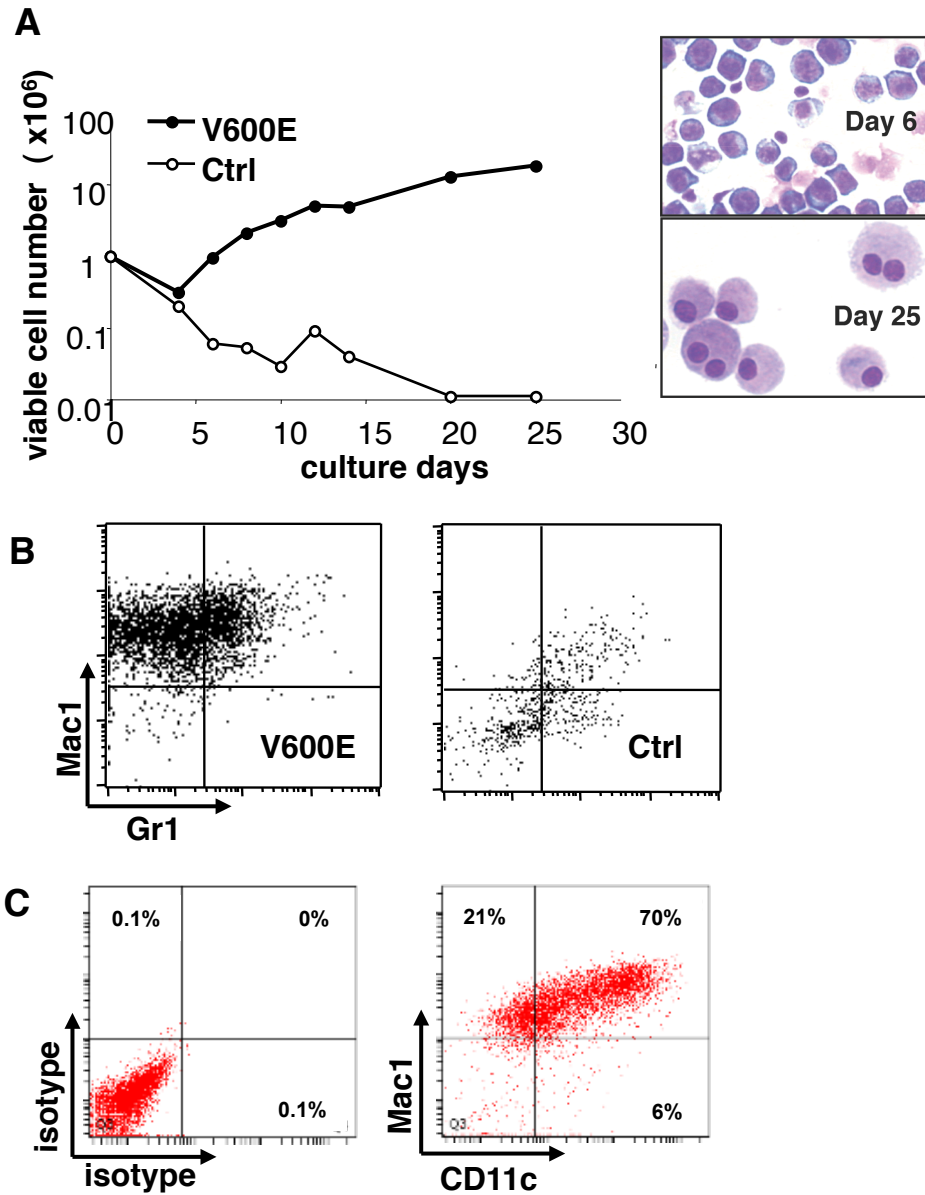 A
viable cell number ( x10⁶)
100
10
1
0.1
0.01
V600E
Ctrl
0 5 10 15 20 25 30
culture days
Day 6
Day 25
B
Mac1
Gr1
V600E
Ctrl
C
isotype
isotype
0.1%
0%
0.1%
Q3
Mac1
CD11c
21%
70%
6%
Q3